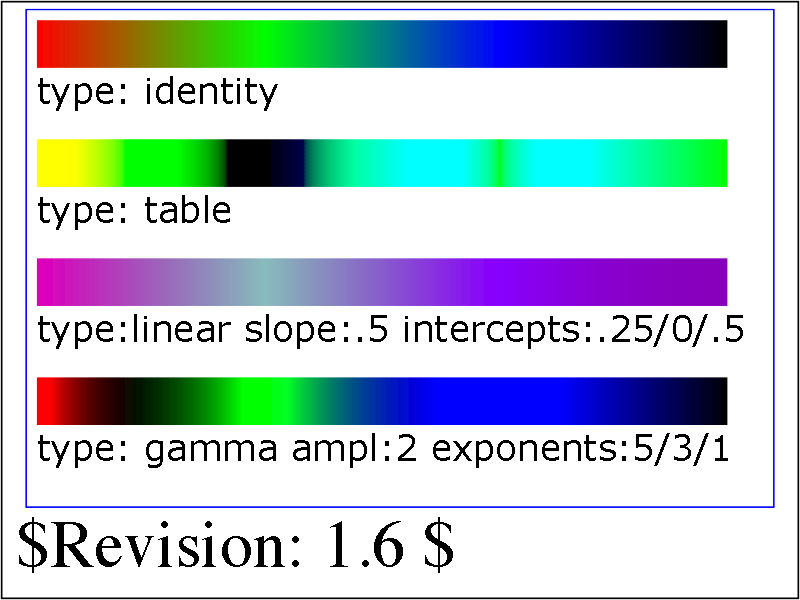 type: identity
type: table
type:linear slope:.5 intercepts:.25/0/.5
type: gamma ampl:2 exponents:5/3/1
$Revision: 1.6 $